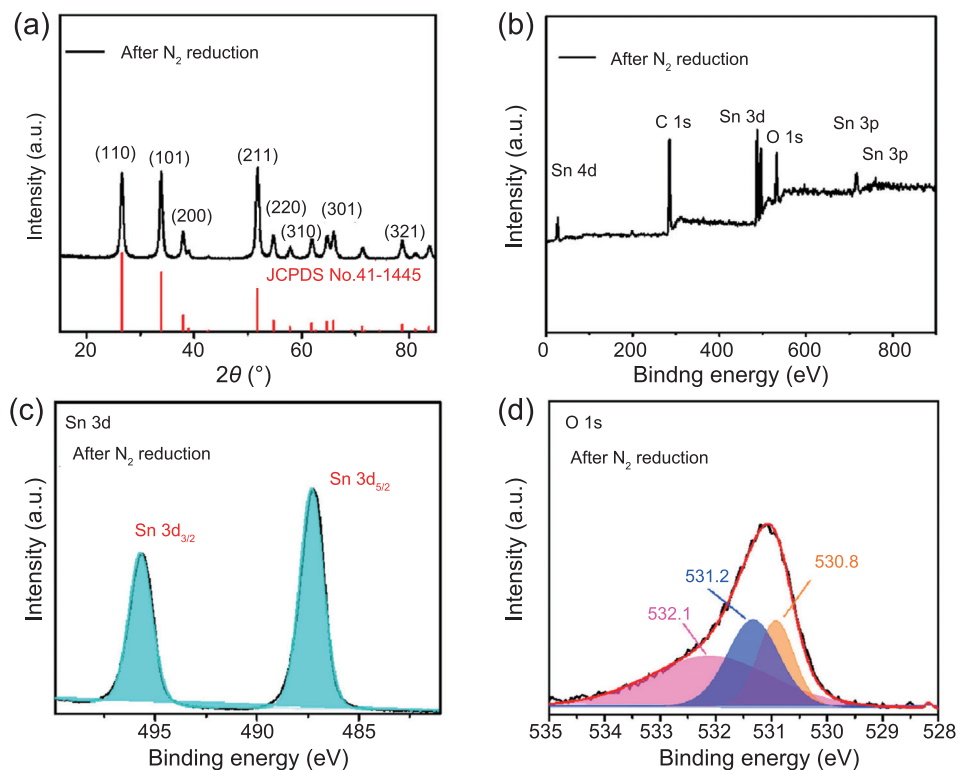 (a)
After N₂ reduction
(110)
(101)
(200)
(211)
(220)
(310)
(301)
(321)
JCPDS No.41-1445
Intensity (a.u.)
20 40 60 80
2θ (°)
(b)
After N₂ reduction
Sn 4d
C 1s
Sn 3d
O 1s
Sn 3p
Sn 3p
Intensity (a.u.)
0 200 400 600 800
Bindng energy (eV)
(c)
Sn 3d
After N₂ reduction
Sn 3d₅/₂
Sn 3d₃/₂
Intensity (a.u.)
495 490 485
Binding energy (eV)
(d)
O 1s
After N₂ reduction
530.8
531.2
532.1
Intensity (a.u.)
535 534 533 532 531 530 529 528
Binding energy (eV)